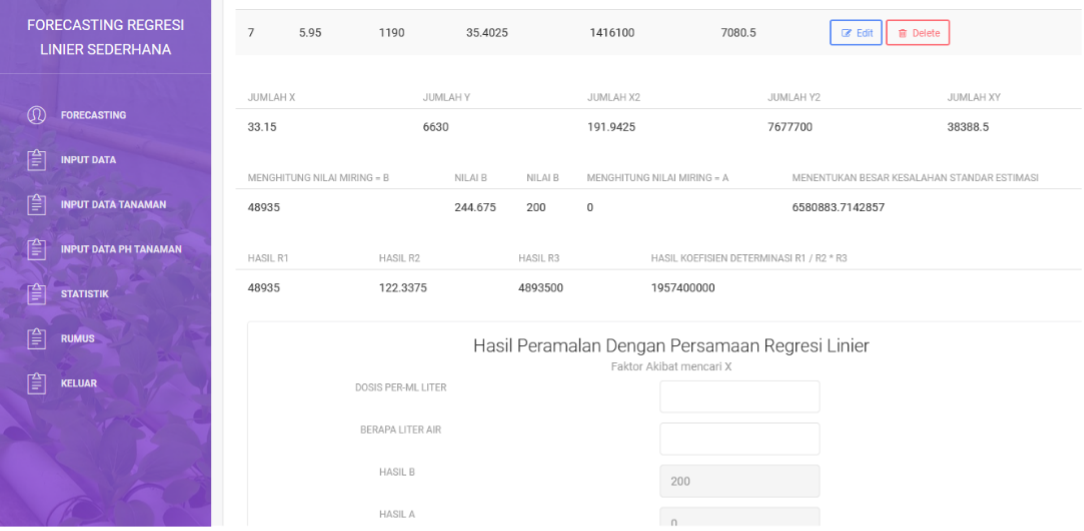 FORECASTING REGRESI
LINIER SEDERHANA
FORECASTING
INPUT DATA
INPUT DATA TANAMAN
INPUT DATA PH TANAMAN
STATISTIK
RUMUS
KELUAR
7 5.95 1190 35.4025 1416100 7080.5 Edit Delete
JUMLAH X JUMLAH Y JUMLAH X2 JUMLAH Y2 JUMLAH XY
33.15 6630 191.9425 7677700 38388.5
MENGHITUNG NILAI MIRING = B NILAI B NILAI B MENGHITUNG NILAI MIRING = A MENENTUKAN BESAR KESALAHAN STANDAR ESTIMASI
48935 244.675 200 0 6580883.7142857
HASIL R1 HASIL R2 HASIL R3 HASIL KOEFISIEN DETERMINASI R1 / R2 * R3
48935 122.3375 4893500 1957400000
Hasil Peramalan Dengan Persamaan Regresi Linier
Faktor Akibat mencari X
DOSIS PER-ML LITER
BERAPA LITER AIR
HASIL B 200
HASIL A 0